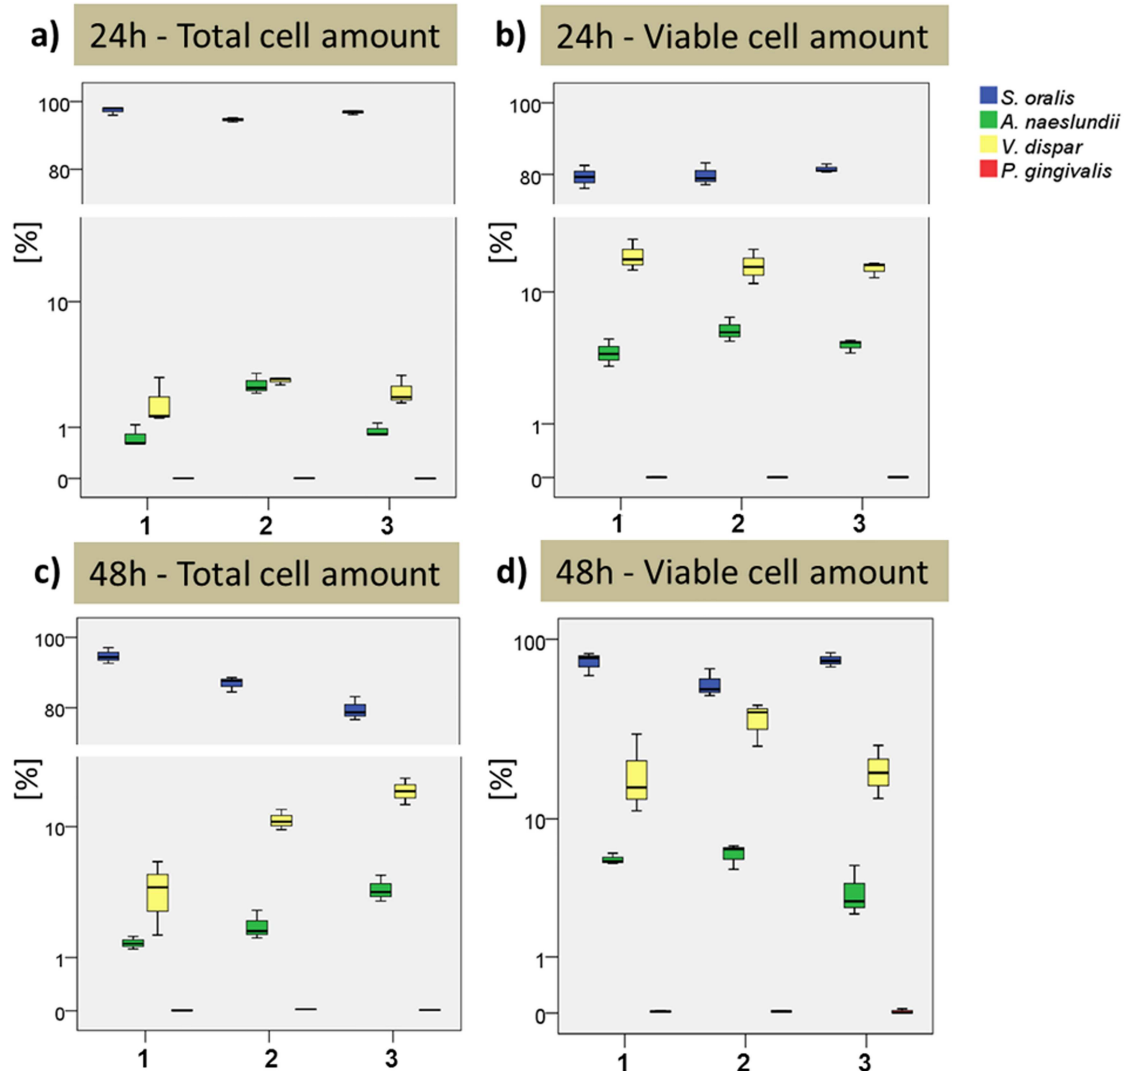 a) 24h - Total cell amount
b) 24h - Viable cell amount
S. oralis
A. naeslundii
V. dispar
P. gingivalis
100
80
[%]
10
1
0
1 2 3
100
80
[%]
10
1
0
1 2 3
c) 48h - Total cell amount
d) 48h - Viable cell amount
100
80
[%]
10
1
0
1 2 3
100
[%]
10
1
0
1 2 3